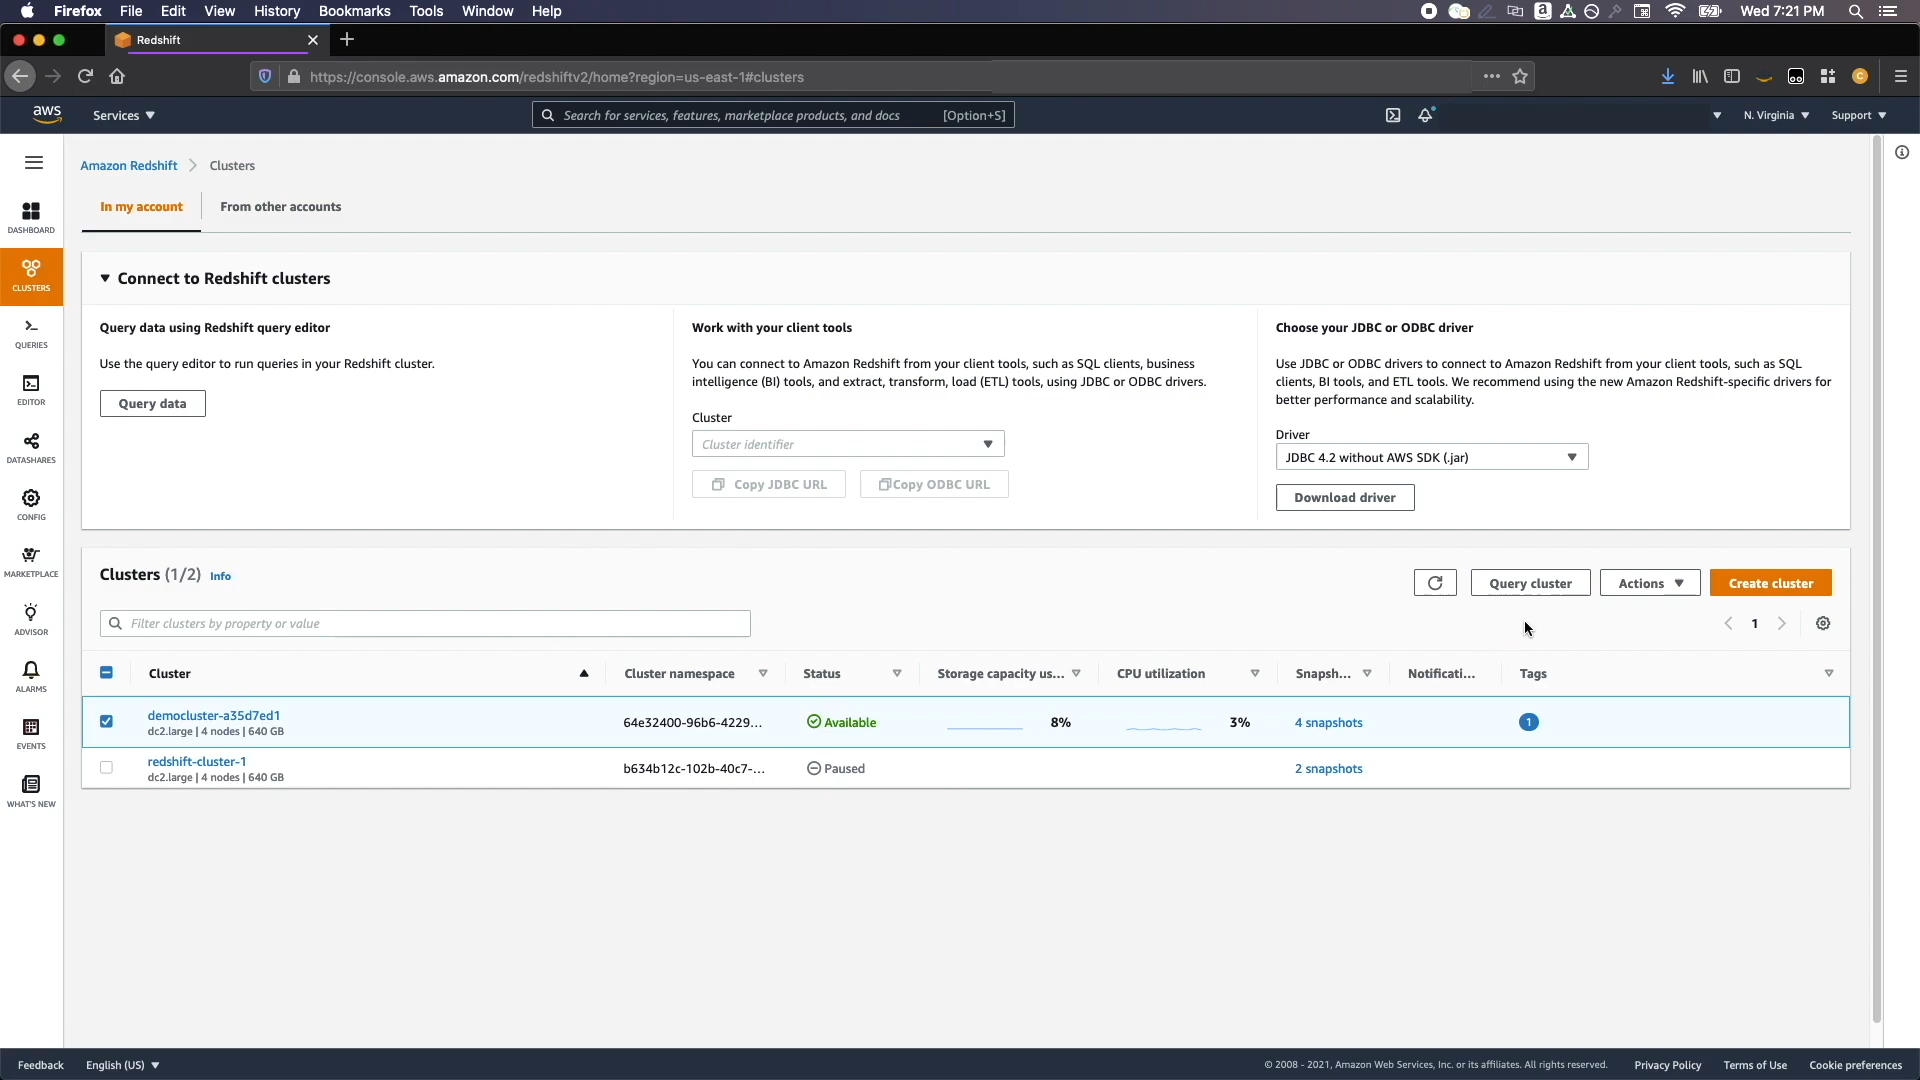 Firefox File Edit View History Bookmarks Tools Window Help Wed 7:21 PM
Redshift
https://console.aws.amazon.com/redshiftv2/home?region=us-east-1#clusters
aws Services Search for services, features, marketplace products, and docs [Option+S] N. Virginia Support
Amazon Redshift Clusters
In my account From other accounts
DASHBOARD
CLUSTERS
QUERIES
EDITOR
DATASHARES
CONFIG
MARKETPLACE
ADVISOR
ALARMS
EVENTS
WHAT'S NEW
Connect to Redshift clusters
Query data using Redshift query editor
Use the query editor to run queries in your Redshift cluster.
Query data
Work with your client tools
You can connect to Amazon Redshift from your client tools, such as SQL clients, business
intelligence (BI) tools, and extract, transform, load (ETL) tools, using JDBC or ODBC drivers.
Cluster
Cluster identifier
Copy JDBC URL Copy ODBC URL
Choose your JDBC or ODBC driver
Use JDBC or ODBC drivers to connect to Amazon Redshift from your client tools, such as SQL
clients, BI tools, and ETL tools. We recommend using the new Amazon Redshift-specific drivers for
better performance and scalability.
Driver
JDBC 4.2 without AWS SDK (.jar)
Download driver
Clusters (1/2) Info
Query cluster Actions Create cluster
Filter clusters by property or value
1
Cluster Cluster namespace Status Storage capacity us... CPU utilization Snapsh... Notificati... Tags
democluster-a35d7ed1
dc2.large | 4 nodes | 640 GB
64e32400-96b6-4229... Available 8% 3% 4 snapshots 1
redshift-cluster-1
dc2.large | 4 nodes | 640 GB
b634b12c-102b-40c7-... Paused 2 snapshots
Feedback English (US) © 2008 - 2021, Amazon Web Services, Inc. or its affiliates. All rights reserved. Privacy Policy Terms of Use Cookie preferences